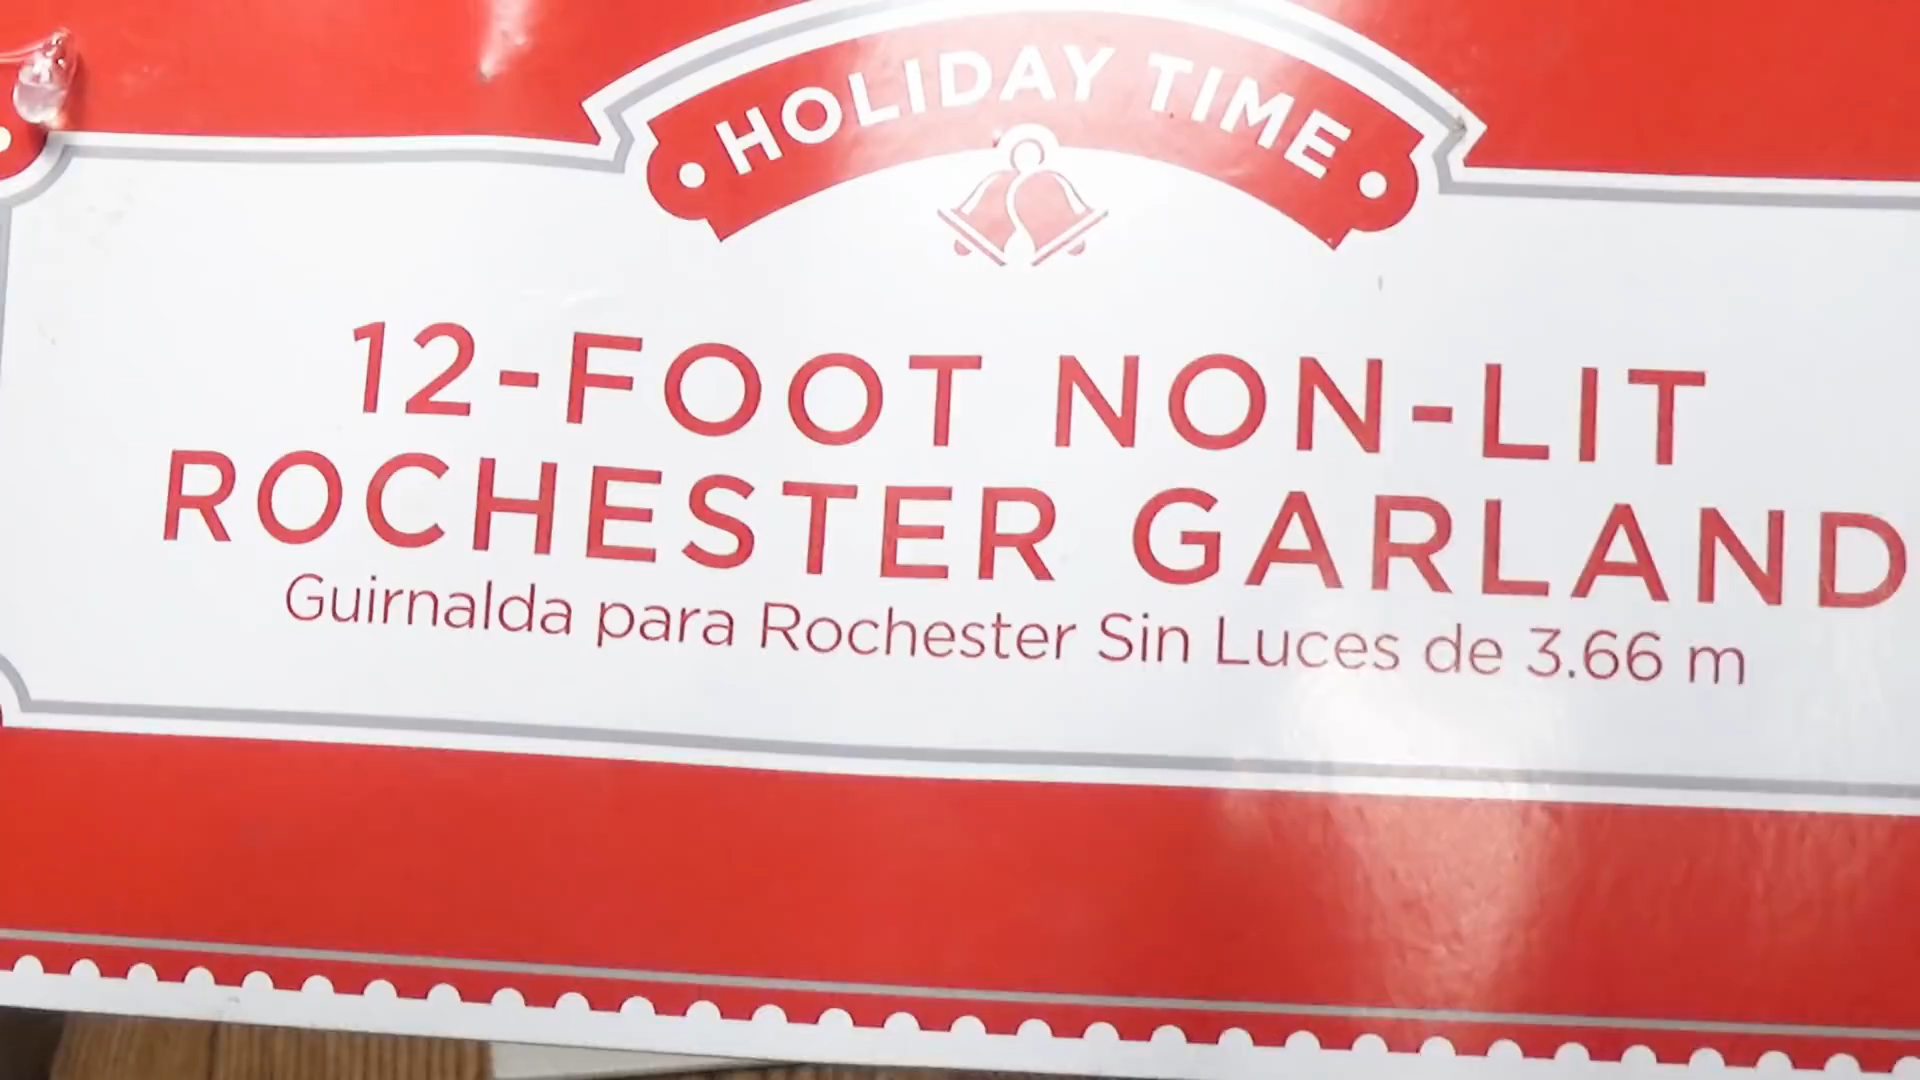 HOLIDAY TIME
12-FOOT NON-LIT
ROCHESTER GARLAND
Guirnalda para Rochester Sin Luces de 3.66 m